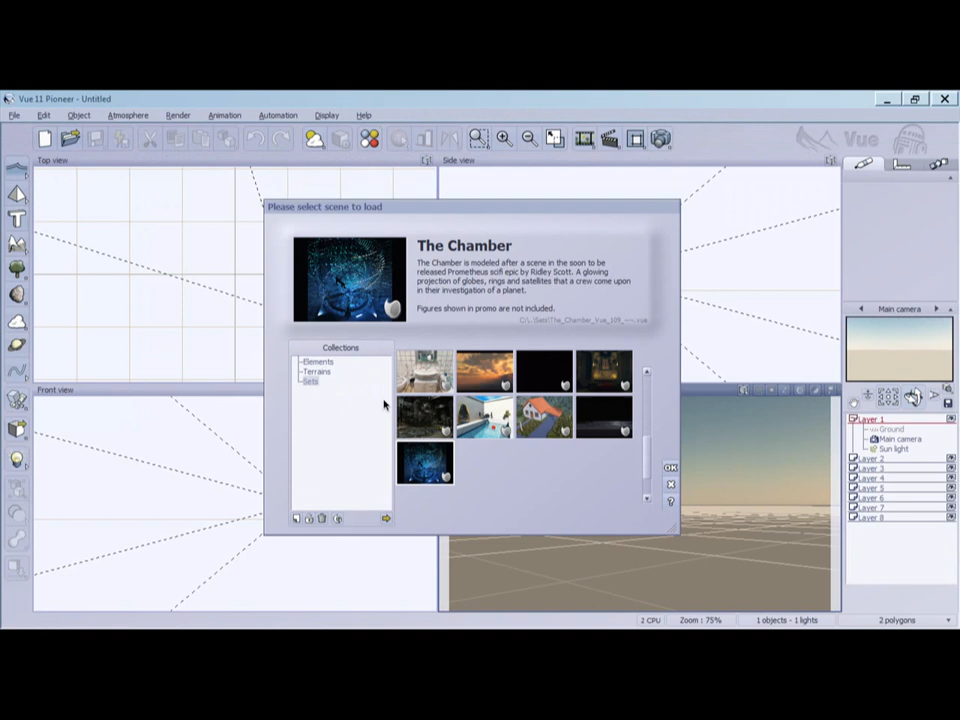 Vue 11 Pioneer - Untitled
File Edit Object Atmosphere Render Animation Automation Display Help
Vue
Top view
Side view
Please select scene to load
The Chamber
The Chamber is modeled after a scene in the soon to be
released Prometheus scifi epic by Ridley Scott. A glowing
projection of globes, rings and satellites that a crew come upon
in their investigation of a planet.
Figures shown in promo are not included.
Main camera
Collections
Elements
Terrains
Sets
Front view
OK
Layer 1
Ground
Main camera
Sun light
Layer 2
Layer 3
Layer 4
Layer 5
Layer 6
Layer 7
Layer 8
2 CPU Zoom : 75% 1 objects - 1 lights 2 polygons